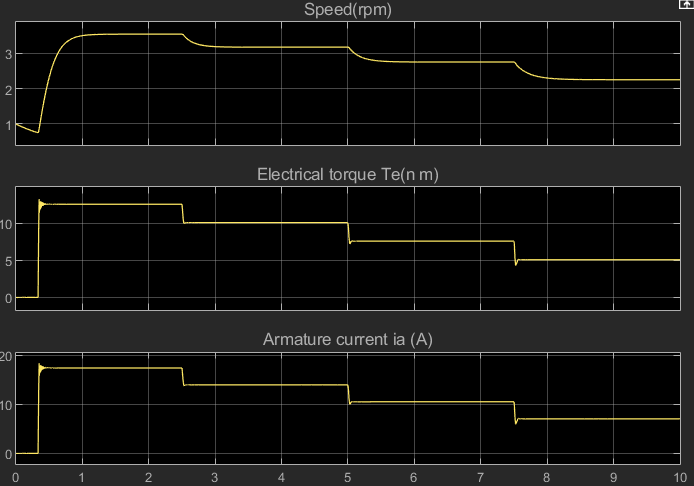 Speed(rpm)
3
2
1
Electrical torque Te(n m)
10
5
0
Armature current ia (A)
20
10
0
0 1 2 3 4 5 6 7 8 9 10